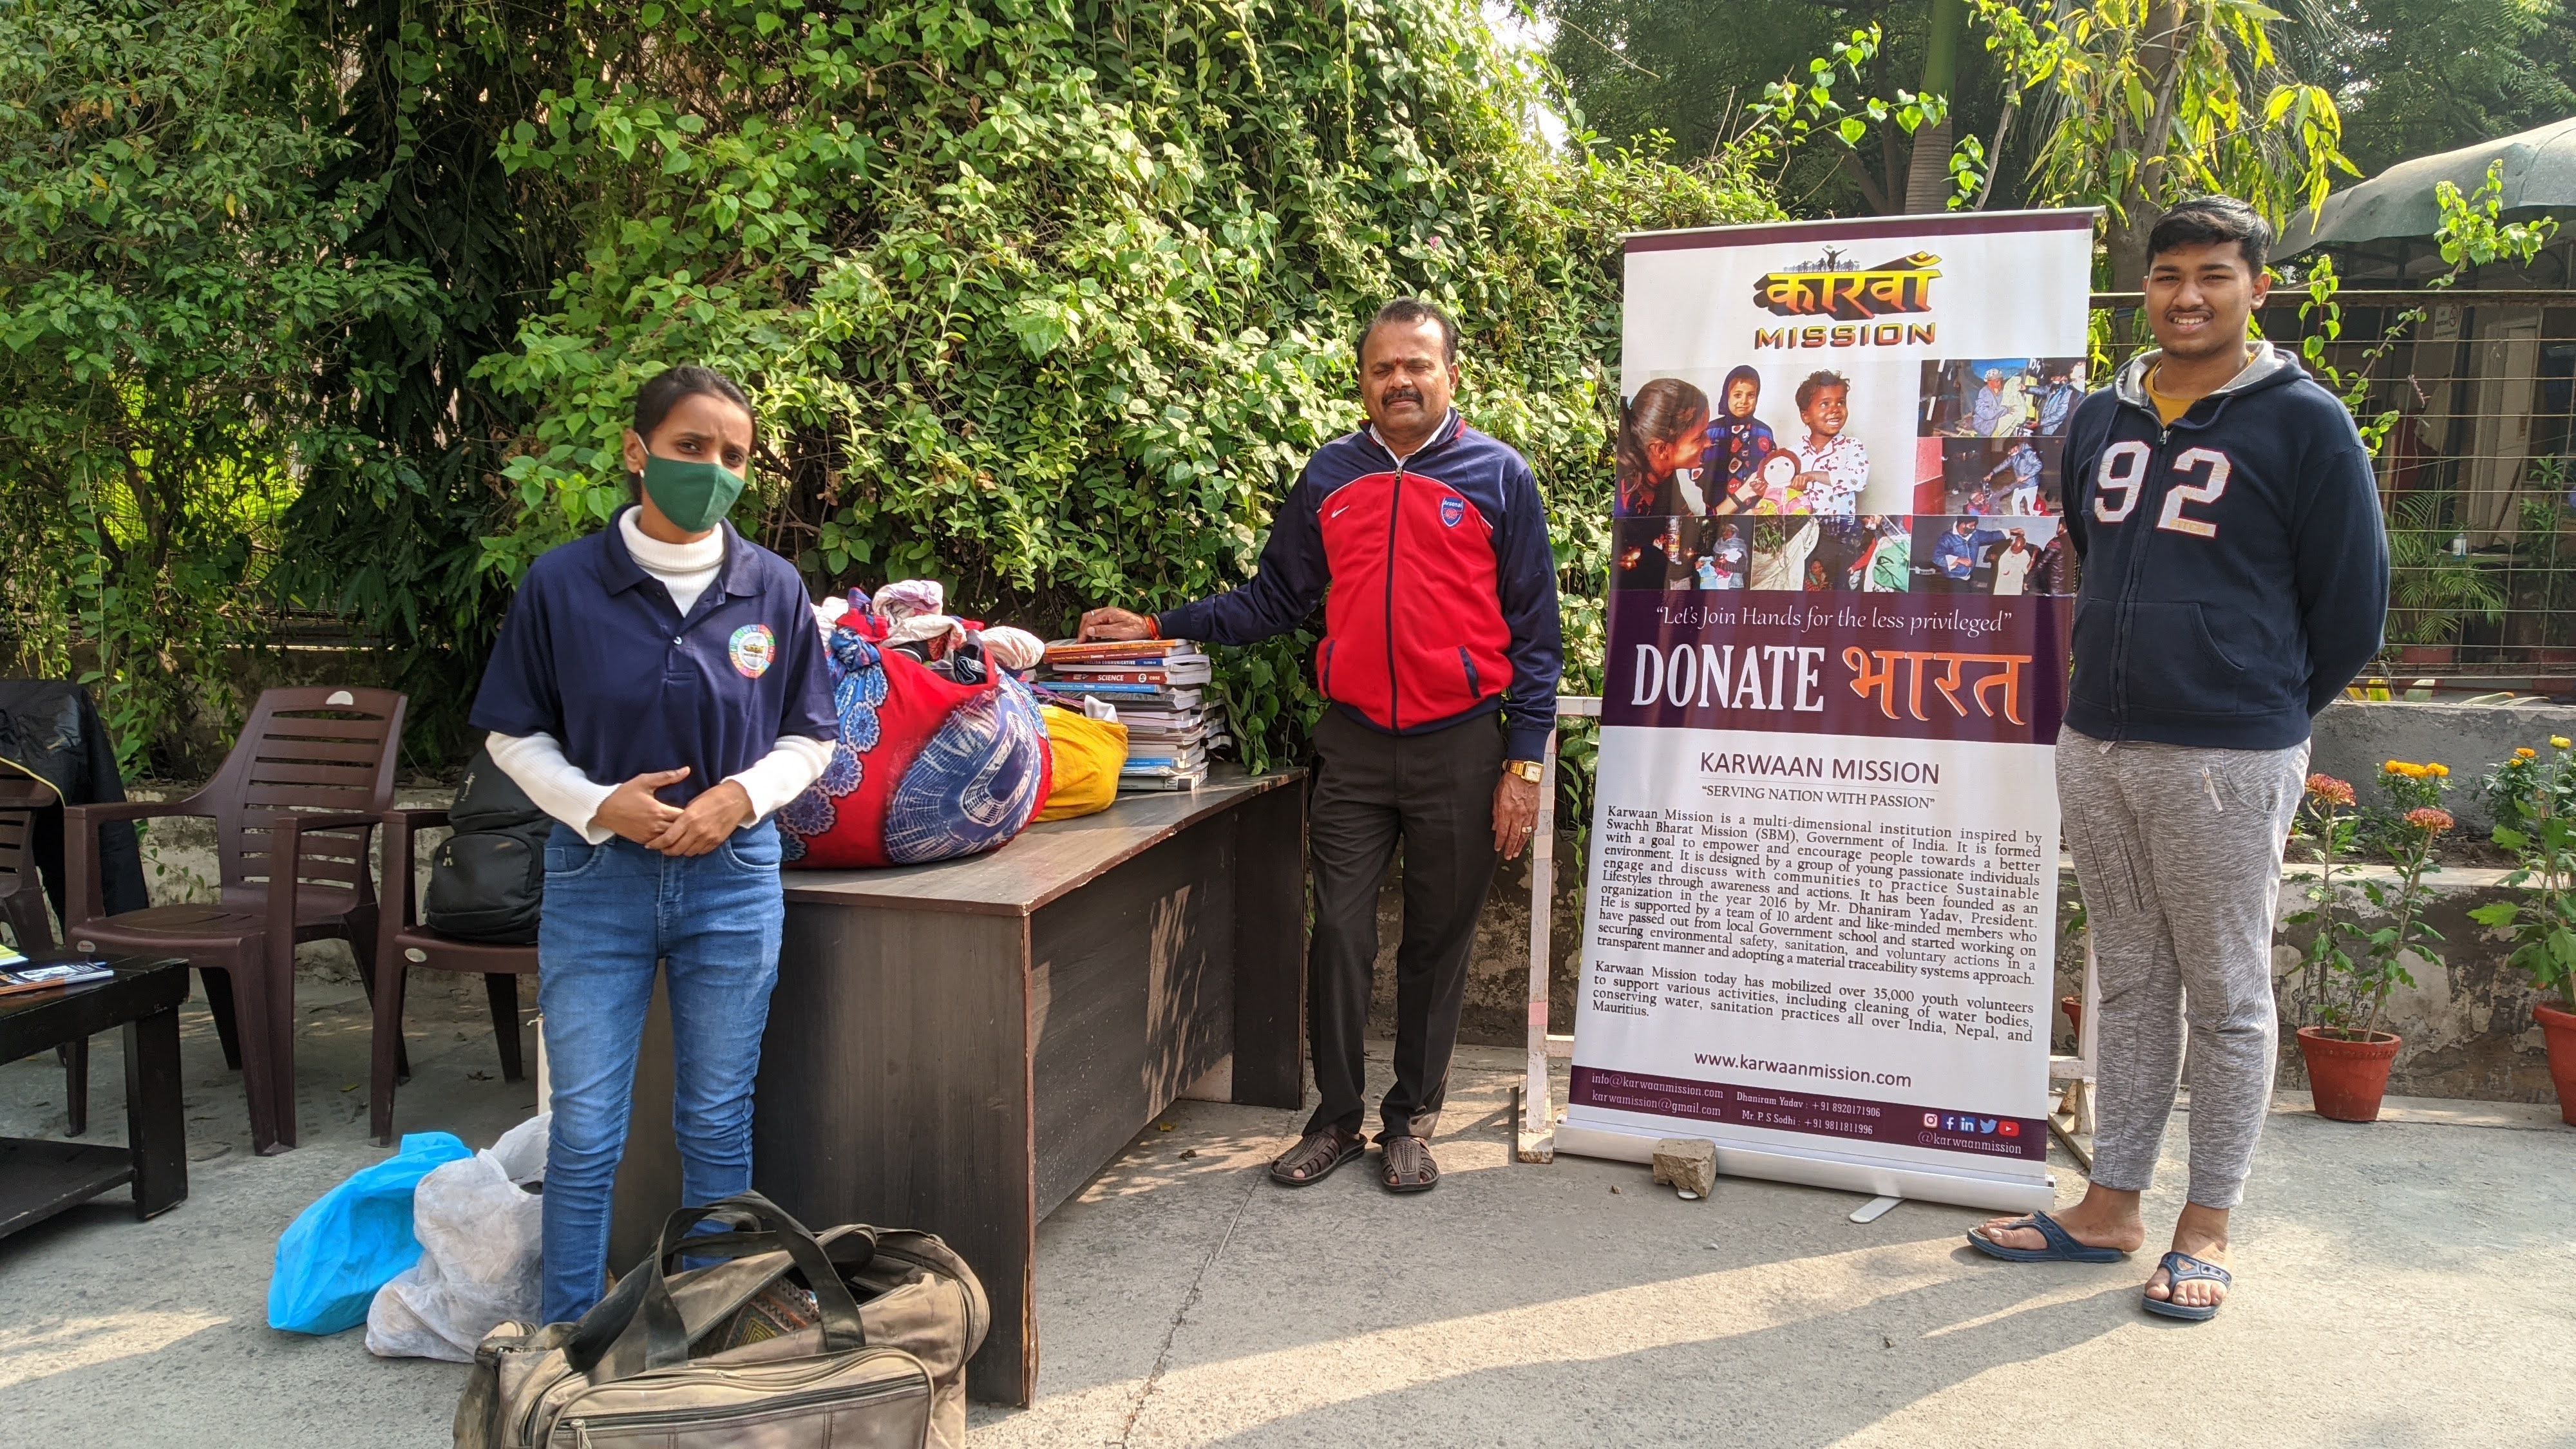 कारवाँ
MISSION
"Let's Join Hands for the less privileged"
DONATE भारत
KARWAAN MISSION
"SERVING NATION WITH PASSION"
Karwaan Mission is a multi-dimensional institution inspired by
Swachh Bharat Mission (SBM), Government of India. It is formed
with a goal to empower and encourage people towards a better
environment. It is designed by a group of young passionate individuals
engage and discuss with communities to practice Sustainable
Lifestyles through awareness and actions. It has been founded as an
organization in the year 2016 by Mr. Dhaniram Yadav, President.
He is supported by a team of 10 ardent and like-minded members who
have passed out from local Government school and started working on
securing environmental safety, sanitation, and voluntary actions in a
transparent manner and adopting a material traceability systems approach.
Karwaan Mission today has mobilized over 35,000 youth volunteers
to support various activities, including cleaning of water bodies,
conserving water, sanitation practices all over India, Nepal, and
Mauritius.
www.karwaanmission.com
info@karwaanmission.com
karwamission@gmail.com
Dhaniram Yadav : +91 8920171906
Mr. P S Sodhi : +91 9811811996
@karwaanmission
92
Arsenal
ENGLISH COMMUNICATIVE
SCIENCE